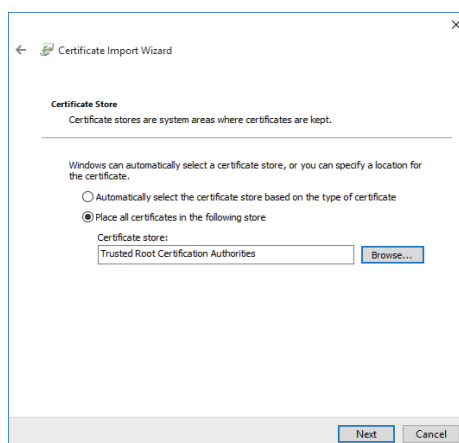 Certificate Import Wizard
Certificate Store
Certificate stores are system areas where certificates are kept.
Windows can automatically select a certificate store, or you can specify a location for
the certificate.
Automatically select the certificate store based on the type of certificate
Place all certificates in the following store
Certificate store:
Trusted Root Certification Authorities
Browse...
Next
Cancel